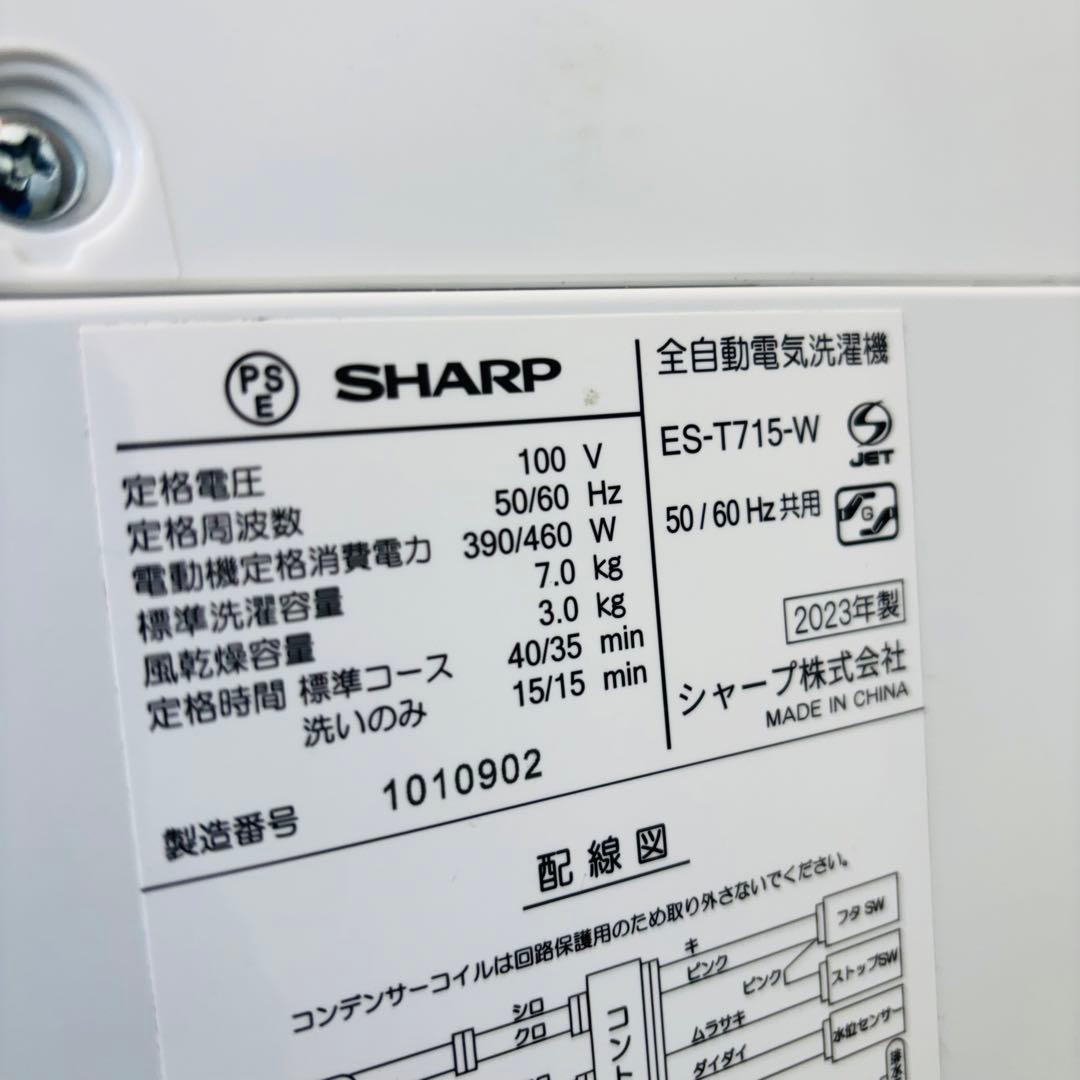 PSE SHARP
定格電圧 100 V
定格周波数 50/60 Hz
電動機定格消費電力 390/460 W
標準洗濯容量 7.0 kg
風乾燥容量 3.0 kg
定格時間 標準コース 40/35 min
洗いのみ 15/15 min
製造番号 1010902
全自動電気洗濯機
ES-T715-W
JET
50/60 Hz 共用
G
2023年製
シャープ株式会社
MADE IN CHINA
配線図
コンデンサーコイルは回路保護用のため取り外さないでください。
キ
ピンク
フタSW
ピンク
ストップSW
シロ
クロ
ムラサキ
水位センサー
ダイダイ
コント